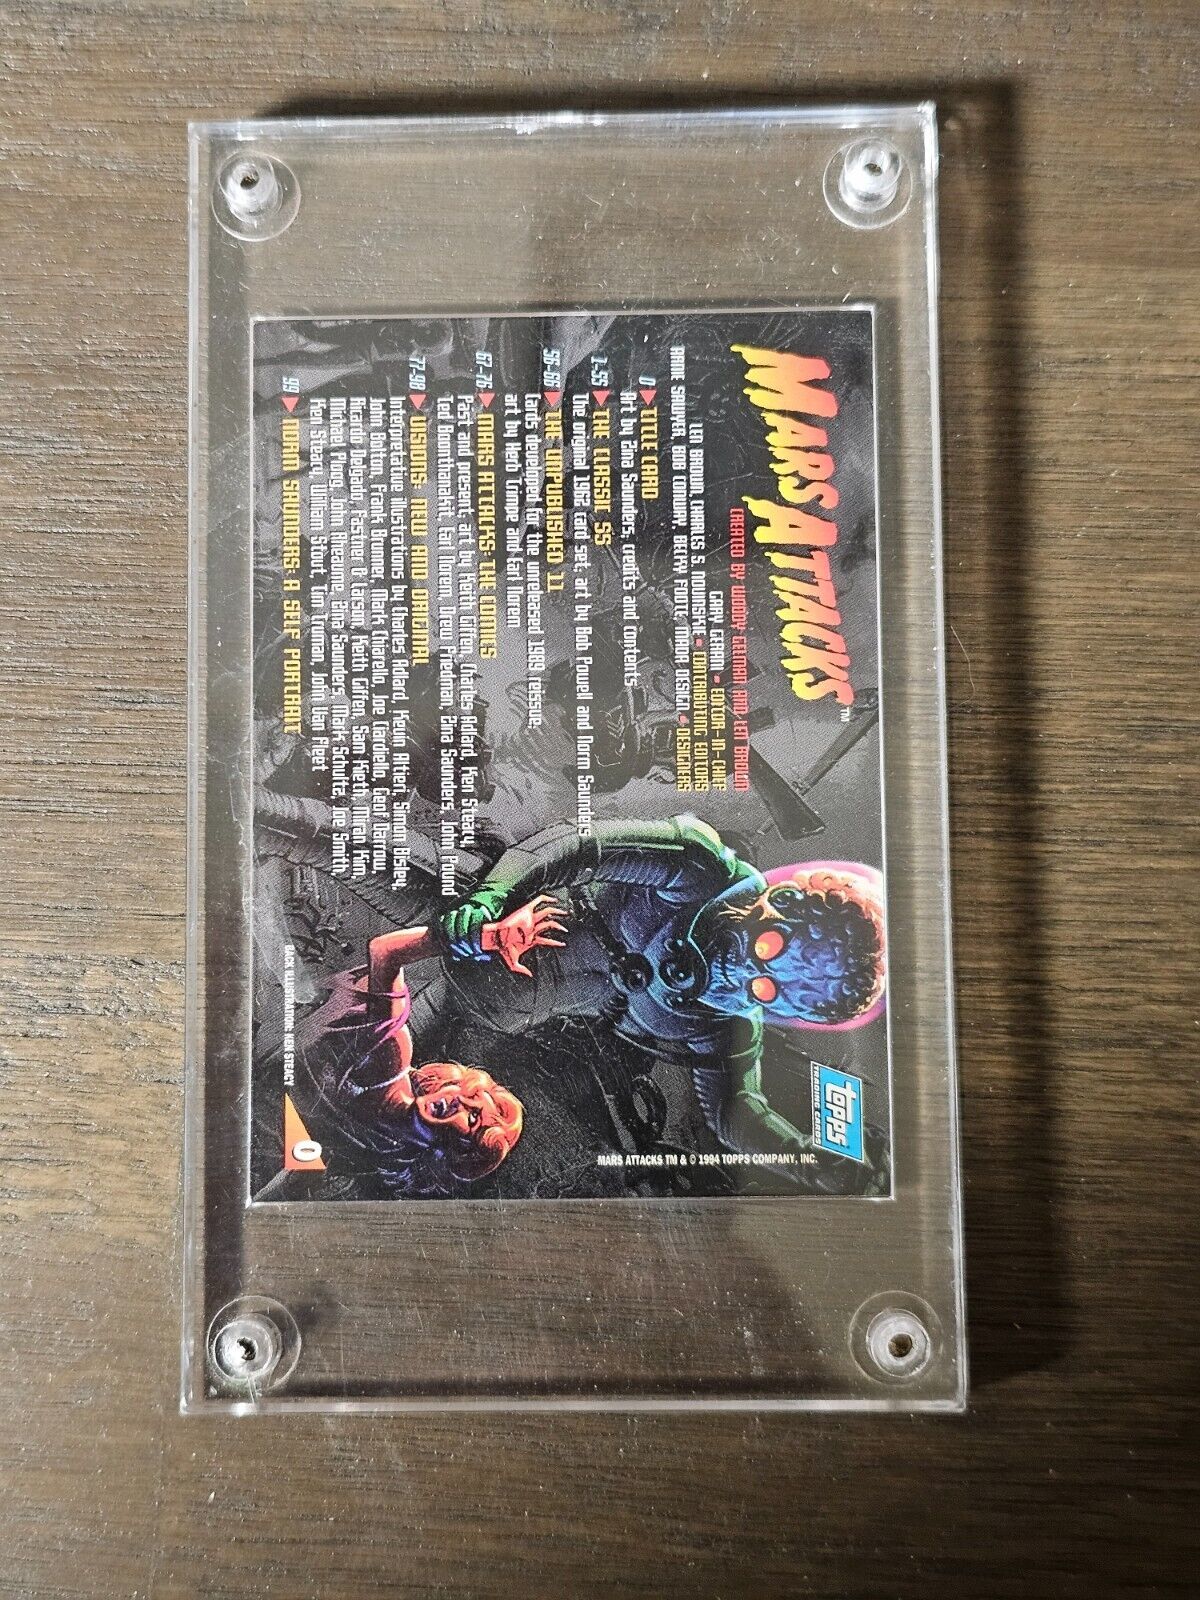 MARS ATTACKS™
CREATED BY WOODY GELMAN AND LEN BROWN
GARY GERANI • EDITOR-IN-CHIEF
LEN BROWN, CHARLES S. NOVINSKIE • CONTRIBUTING EDITORS
ARNIE SAWYER, BOB CONWAY, BECKY FOOTE, MODA DESIGN • DESIGNERS
0 ▶ TITLE CARD
Art by Zina Saunders; credits and contents
1-55 ▶ THE CLASSIC 55
The original 1962 card set, art by Bob Powell and Norm Saunders
56-66 ▶ THE UNPUBLISHED 11
Cards developed for the unreleased 1989 reissue;
art by Herb Trimpe and Earl Norem
67-76 ▶ MARS ATTACKS: THE COMICS
Past and present, art by Keith Giffen, Charles Adlard, Ken Steacy,
Ted Boonthanakit, Earl Norem, Drew Friedman, Zina Saunders, John Pound
77-98 ▶ VISIONS: NEW AND ORIGINAL
Interpretative illustrations by Charles Adlard, Kevin Altieri, Simon Bisley,
John Bolton, Frank Brunner, Mark Chiarello, Joe Ciardiello, Geof Darrow,
Ricardo Delgado, Fastner & Larson, Keith Giffen, Sam Kieth, Miran Kim,
Michael Ploog, John Rheaume, Zina Saunders, Mark Schultz, Joe Smith,
Ken Steacy, William Stout, Tim Truman, John Van Fleet
99 ▶ NORM SAUNDERS: A SELF PORTRAIT
BACK ILLUSTRATION: KEN STEACY
0
TOPPS
TRADING CARDS
MARS ATTACKS TM & © 1994 TOPPS COMPANY, INC.